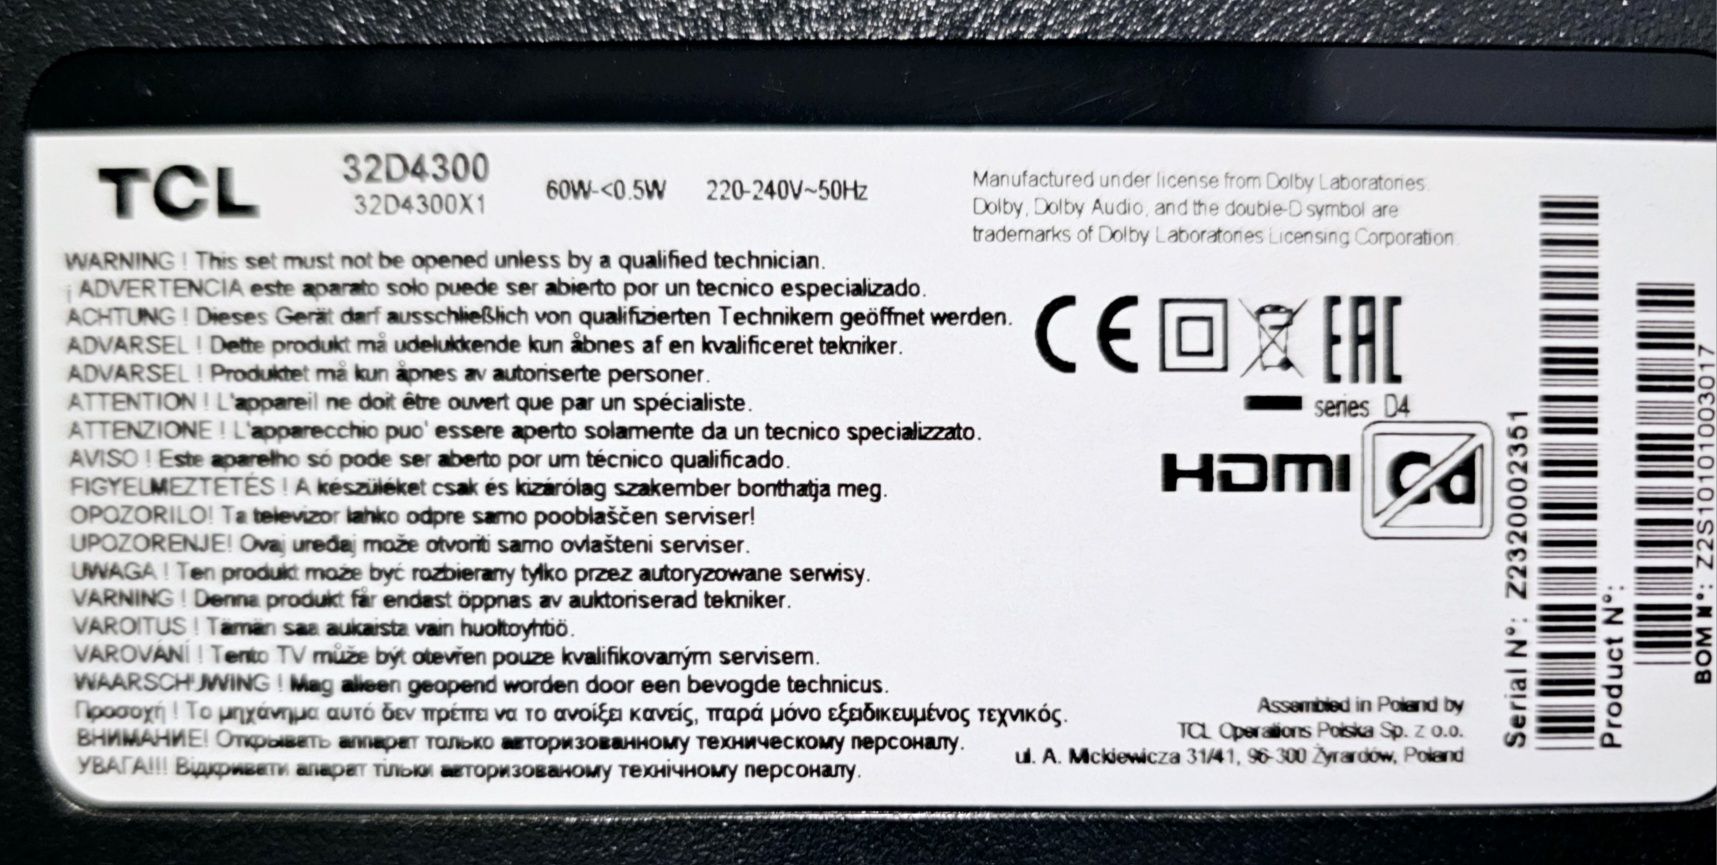 TCL
32D4300
32D4300X1
60W-<0.5W
220-240V~50Hz
Manufactured under license from Dolby Laboratories.
Dolby, Dolby Audio, and the double-D symbol are
trademarks of Dolby Laboratories Licensing Corporation.
WARNING ! This set must not be opened unless by a qualified technician.
¡ ADVERTENCIA este aparato solo puede ser abierto por un tecnico especializado.
ACHTUNG ! Dieses Gerät darf ausschließlich von qualifizierten Technikern geöffnet werden.
ADVARSEL ! Dette produkt må udelukkende kun åbnes af en kvalificeret tekniker.
ADVARSEL ! Produktet må kun åpnes av autoriserte personer.
ATTENTION ! L'appareil ne doit être ouvert que par un spécialiste.
ATTENZIONE ! L'apparecchio puo' essere aperto solamente da un tecnico specializzato.
AVISO ! Este aparelho só pode ser aberto por um técnico qualificado.
FIGYELMEZTETÉS ! A készüléket csak és kizárólag szakember bonthatja meg.
OPOZORILO! Ta televizor lahko odpre samo pooblaščen serviser!
UPOZORENJE! Ovaj uređaj može otvoriti samo ovlašteni serviser.
UWAGA ! Ten produkt może być rozbierany tylko przez autoryzowane serwisy.
VARNING ! Denna produkt får endast öppnas av auktoriserad tekniker.
VAROITUS ! Tämän saa aukaista vain huoltoyhtiö.
VAROVÁNÍ ! Tento TV může být otevřen pouze kvalifikovaným servisem.
WAARSCHUWING ! Mag alleen geopend worden door een bevogde technicus.
Προσοχή ! Το μηχάνημα αυτό δεν πρέπει να το ανοίξει κανείς, παρά μόνο εξειδικευμένος τεχνικός.
ВНИМАНИЕ! Открывать аппарат только авторизованному техническому персоналу.
УВАГА!!! Відкривати апарат тільки авторизованому технічному персоналу.
CE
EAC
series D4
HDMI
Assembled in Poland by
TCL Operations Polska Sp. z o.o.
ul. A. Mickiewicza 31/41, 96-300 Żyrardów, Poland
Serial N°: Z2320002351
Product N°:
BOM N°: Z2S10101003017